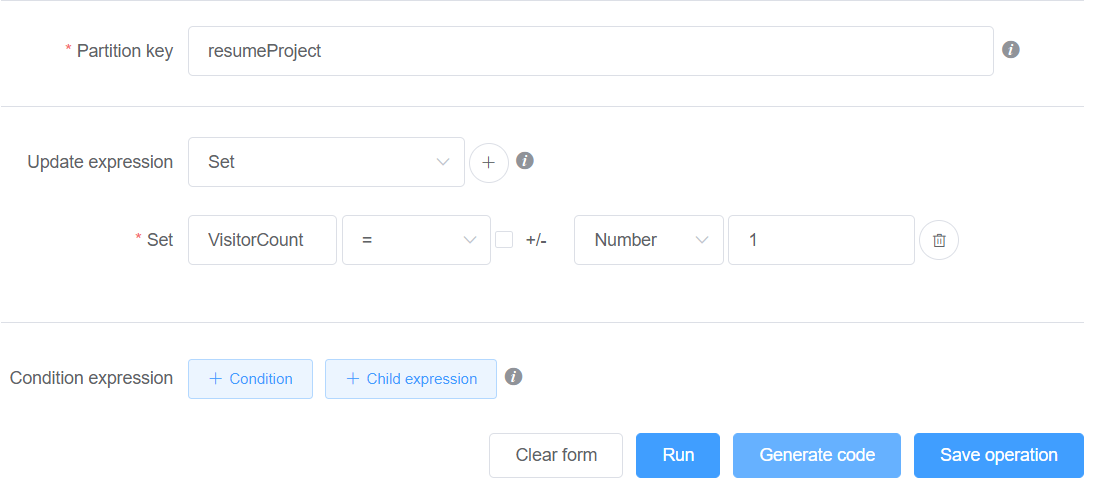 * Partition key resumeProject i
Update expression Set + i
* Set VisitorCount = +/- Number 1
Condition expression + Condition + Child expression i
Clear form Run Generate code Save operation